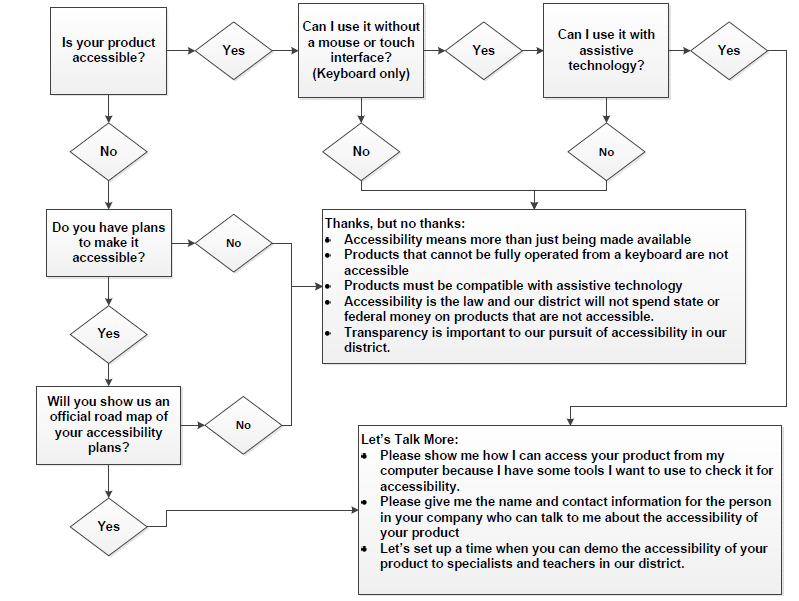 Is your product
accessible?
Yes
Can I use it without
a mouse or touch
interface?
(Keyboard only)
Yes
Can I use it with
assistive
technology?
Yes
No
No
No
Do you have plans
to make it
accessible?
No
Thanks, but no thanks:
• Accessibility means more than just being made available
• Products that cannot be fully operated from a keyboard are not
accessible
• Products must be compatible with assistive technology
• Accessibility is the law and our district will not spend state or
federal money on products that are not accessible.
• Transparency is important to our pursuit of accessibility in our
district.
Yes
Will you show us an
official road map of
your accessibility
plans?
No
Yes
Let's Talk More:
• Please show me how I can access your product from my
computer because I have some tools I want to use to check it for
accessibility.
• Please give me the name and contact information for the person
in your company who can talk to me about the accessibility of
your product
• Let's set up a time when you can demo the accessibility of your
product to specialists and teachers in our district.